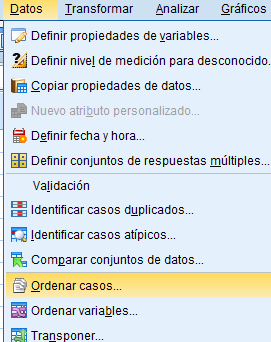 Datos Transformar Analizar Gráficos
Definir propiedades de variables...
Definir nivel de medición para desconocido.
Copiar propiedades de datos...
Nuevo atributo personalizado...
Definir fecha y hora...
Definir conjuntos de respuestas múltiples...
Validación
Identificar casos duplicados...
Identificar casos atípicos...
Comparar conjuntos de datos...
Ordenar casos...
Ordenar variables...
Transponer...